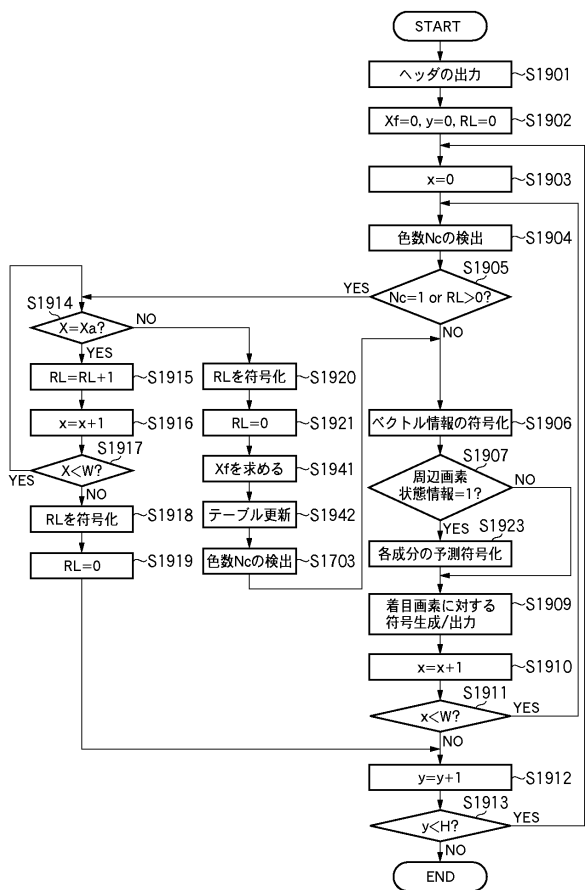 START
ヘッダの出力
S1901
Xf=0, y=0, RL=0
S1902
x=0
S1903
色数Ncの検出
S1904
S1905
Nc=1 or RL>0?
YES
NO
S1914
X=Xa?
NO
YES
RL=RL+1
S1915
x=x+1
S1916
S1917
X<W?
YES
NO
RLを符号化
S1918
RL=0
S1919
RLを符号化
S1920
RL=0
S1921
Xfを求める
S1941
テーブル更新
S1942
色数Ncの検出
S1703
ベクトル情報の符号化
S1906
S1907
周辺画素
状態情報=1?
NO
YES
S1923
各成分の予測符号化
着目画素に対する
符号生成/出力
S1909
x=x+1
S1910
S1911
x<W?
YES
NO
y=y+1
S1912
S1913
y<H?
YES
NO
END